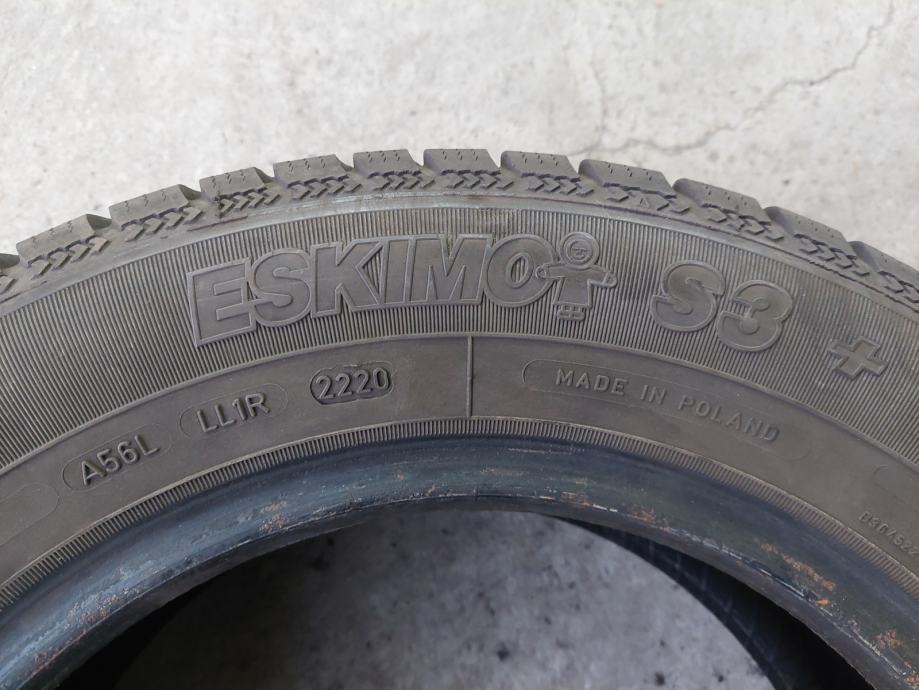 ESKIMO S3 +
A56L LL1R 2220
MADE IN POLAND